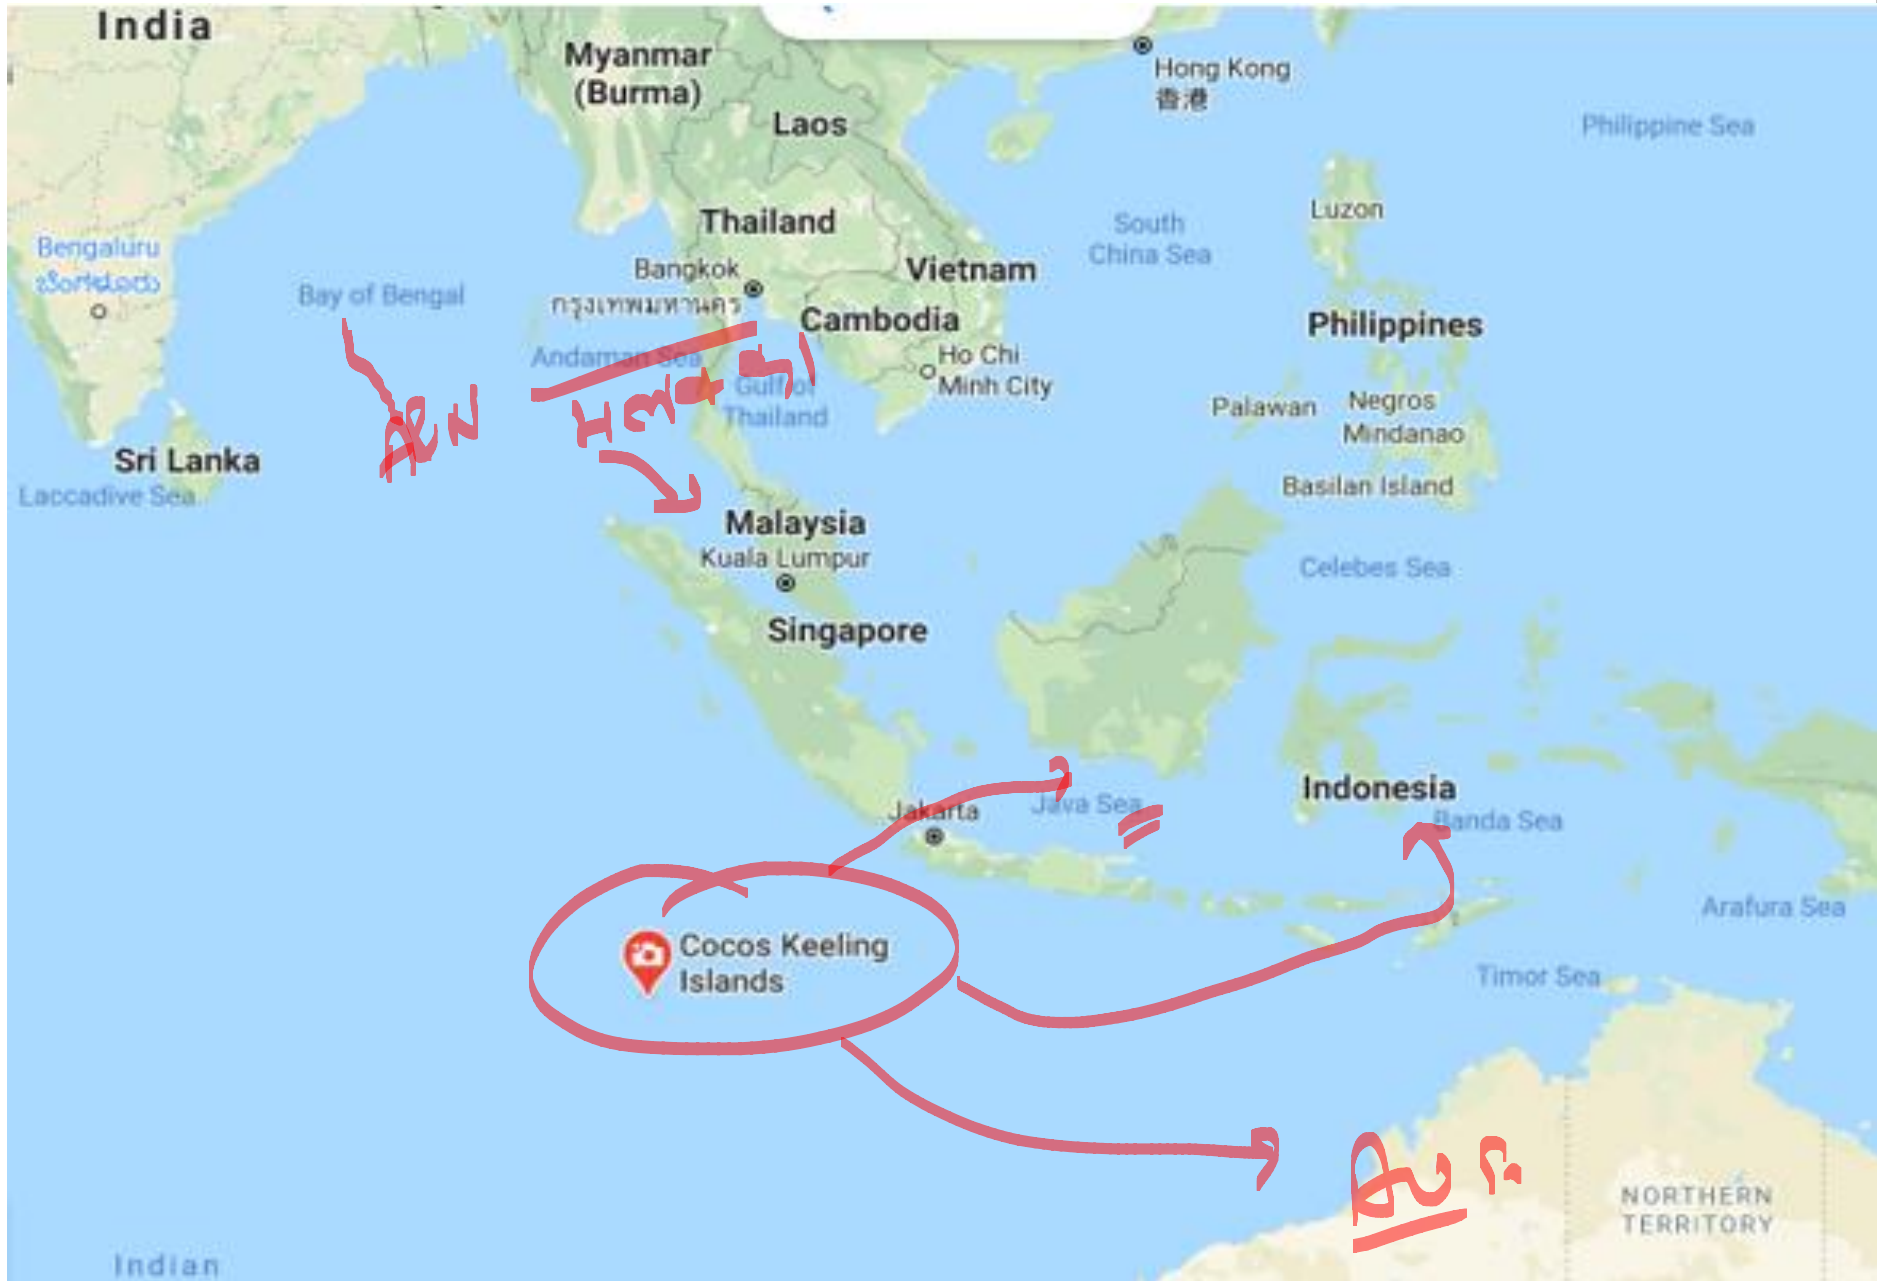 India
Myanmar
(Burma)
Hong Kong
香港
Laos
Philippine Sea
Thailand
Luzon
South
China Sea
Bengaluru
ಬೆಂಗಳೂರು
Bay of Bengal
Bangkok
กรุงเทพมหานคร
Vietnam
Cambodia
Philippines
Andaman Sea
Ho Chi
Minh City
Gulf of
Thailand
Palawan
Negros
Mindanao
Sri Lanka
Laccadive Sea
Basilan Island
Malaysia
Kuala Lumpur
Celebes Sea
Singapore
Indonesia
Java Sea
Jakarta
Banda Sea
Arafura Sea
Cocos Keeling
Islands
Timor Sea
NORTHERN
TERRITORY
Indian